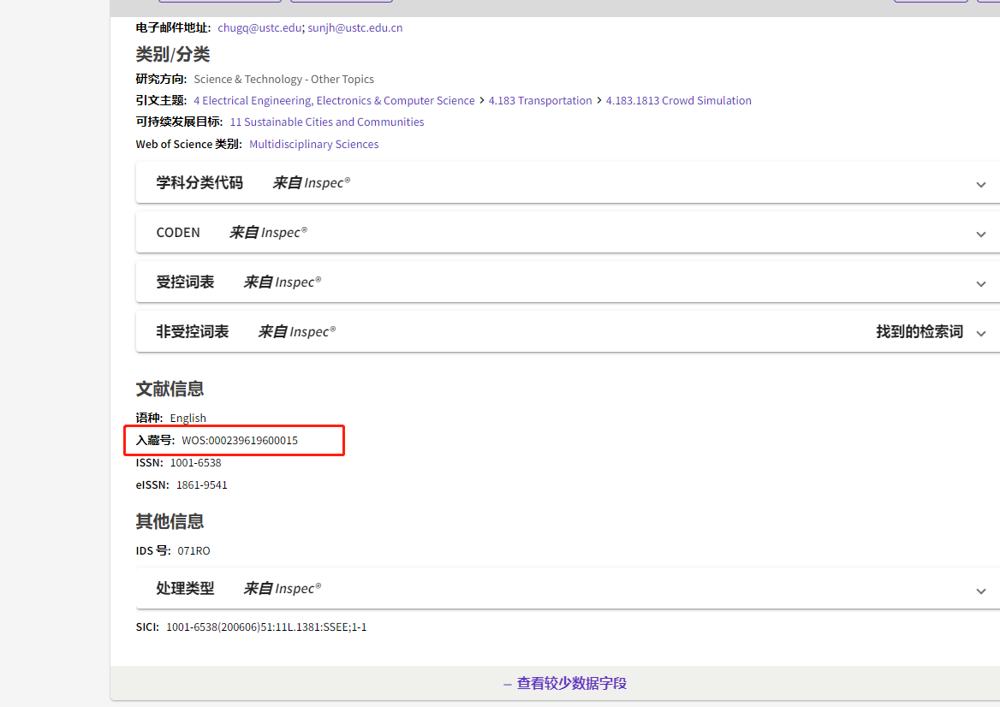 电子邮件地址: chugq@ustc.edu; sunjh@ustc.edu.cn
类别/分类
研究方向: Science & Technology - Other Topics
引文主题: 4 Electrical Engineering, Electronics & Computer Science > 4.183 Transportation > 4.183.1813 Crowd Simulation
可持续发展目标: 11 Sustainable Cities and Communities
Web of Science 类别: Multidisciplinary Sciences
学科分类代码 来自 Inspec®
CODEN 来自 Inspec®
受控词表 来自 Inspec®
非受控词表 来自 Inspec® 找到的检索词
文献信息
语种: English
入藏号: WOS:000239619600015
ISSN: 1001-6538
eISSN: 1861-9541
其他信息
IDS 号: 071RO
处理类型 来自 Inspec®
SICI: 1001-6538(200606)51:11L.1381:SSEE;1-1
– 查看较少数据字段